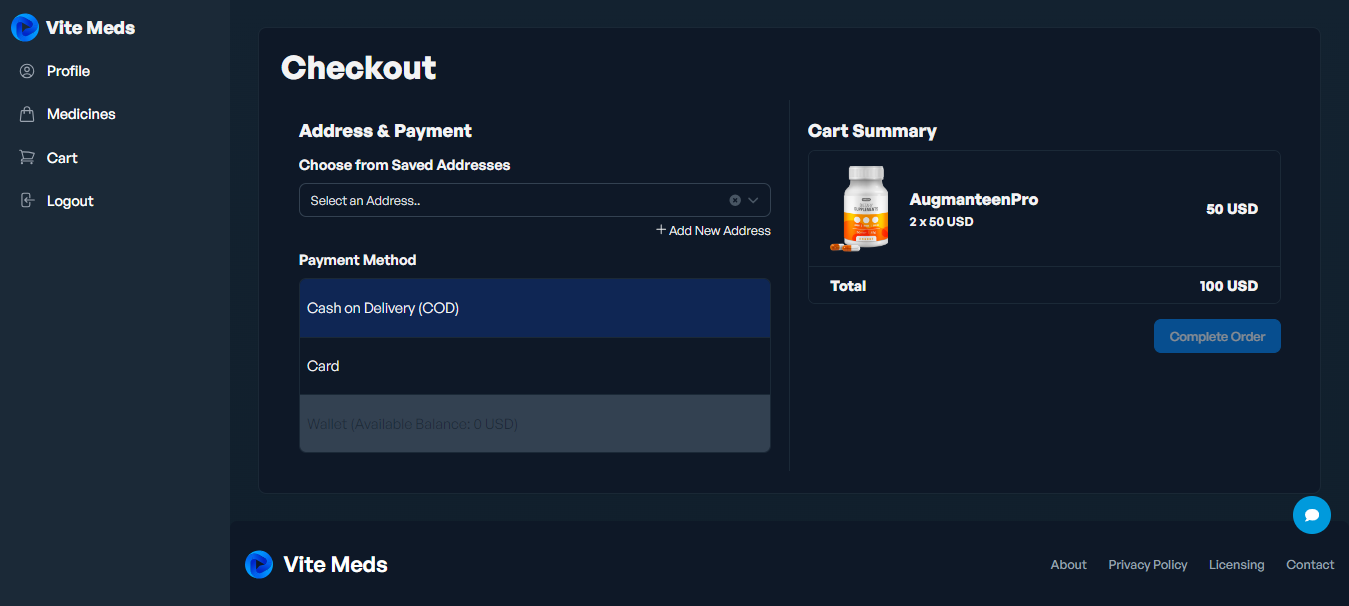 Vite Meds
Profile
Medicines
Cart
Logout
Checkout
Address & Payment
Choose from Saved Addresses
Select an Address..
+ Add New Address
Payment Method
Cash on Delivery (COD)
Card
Wallet (Available Balance: 0 USD)
Cart Summary
SUPPLEMENTS
AugmanteenPro
2 x 50 USD
50 USD
Total
100 USD
Complete Order
Vite Meds
About
Privacy Policy
Licensing
Contact